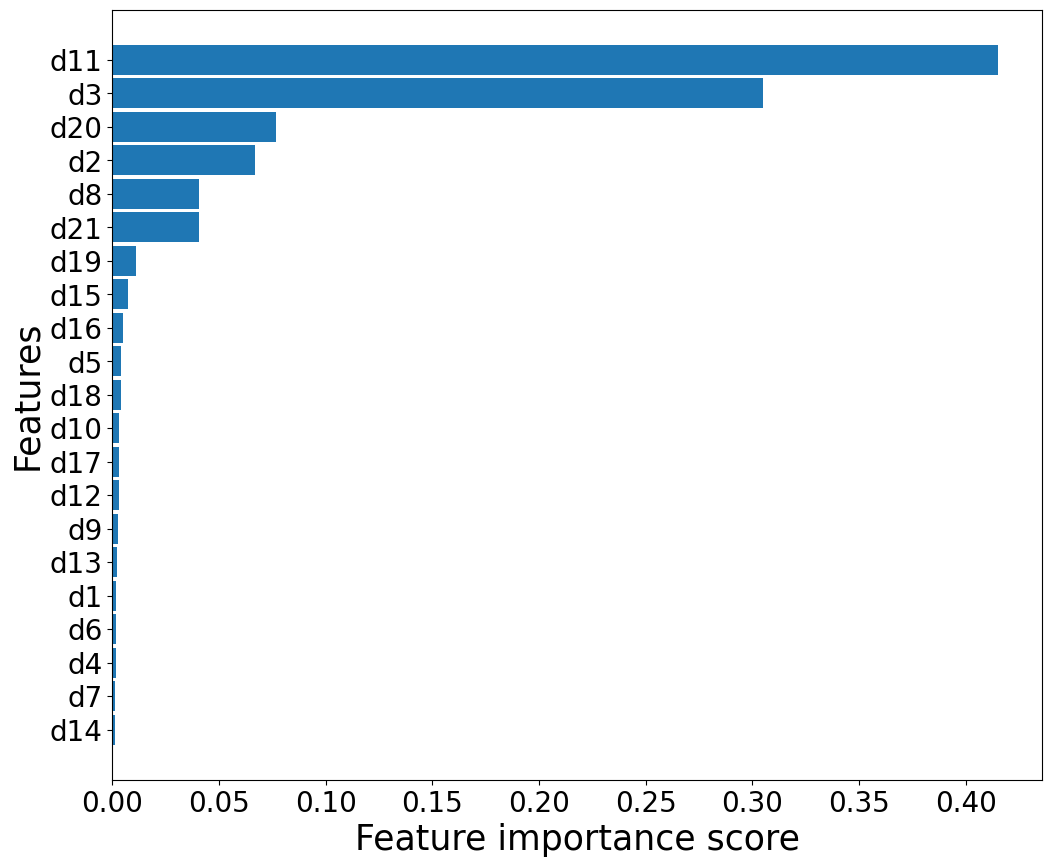 d11
d3
d20
d2
d8
d21
d19
d15
d16
d5
d18
d10
d17
d12
d9
d13
d1
d6
d4
d7
d14
Features
0.00 0.05 0.10 0.15 0.20 0.25 0.30 0.35 0.40
Feature importance score